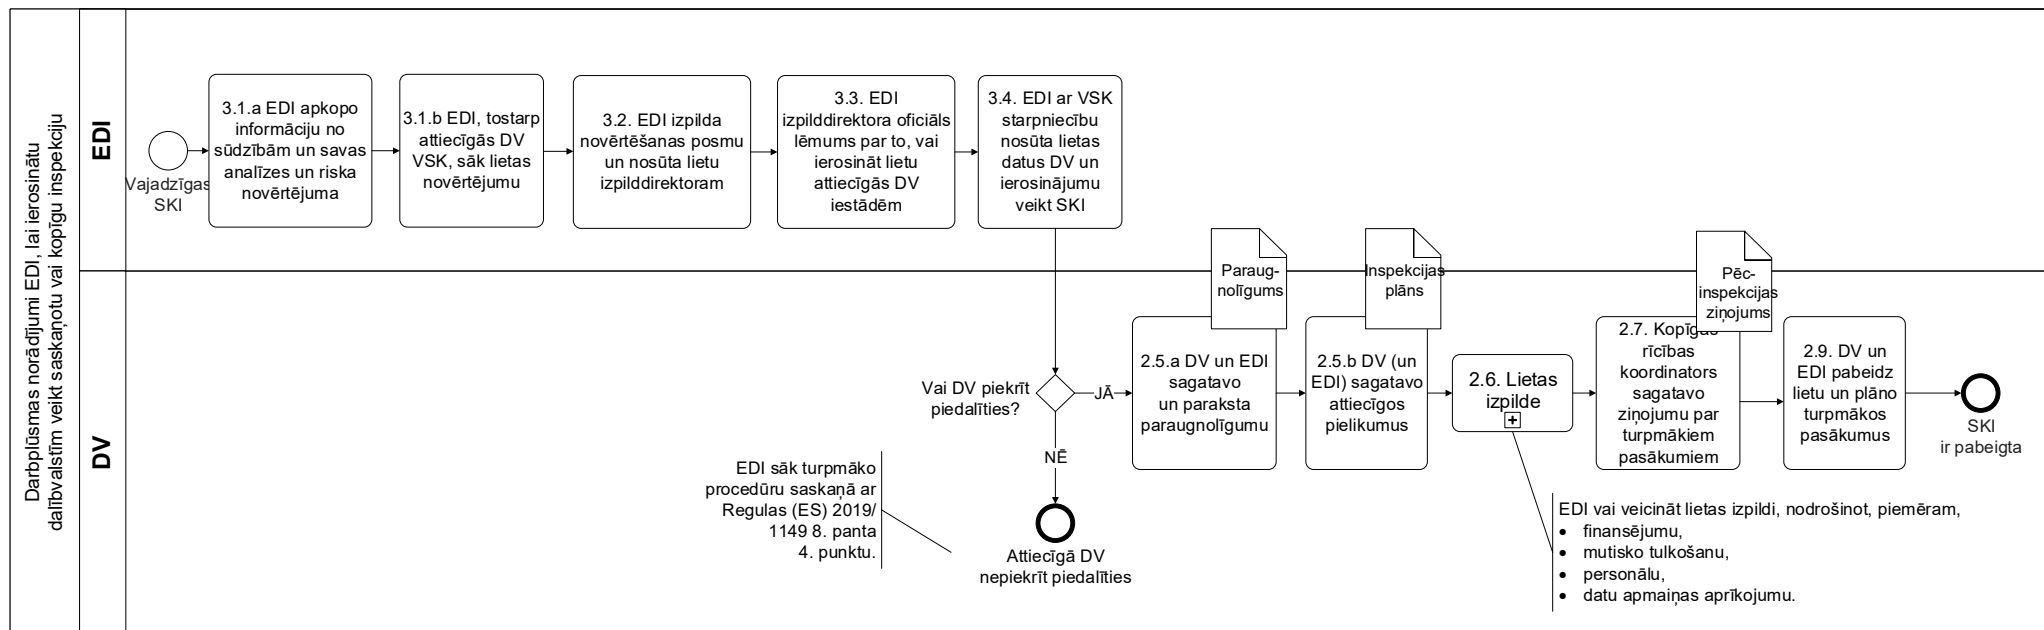 Darbplūsmas norādījumi EDI, lai ierosinātu
dalībvalstīm veikt saskaņotu vai kopīgu inspekciju
EDI
Vajadzīgas
SKI
3.1.a EDI apkopo
informāciju no
sūdzībām un savas
analīzes un riska
novērtējuma
3.1.b EDI, tostarp
attiecīgās DV
VSK, sāk lietas
novērtējumu
3.2. EDI izpilda
novērtēšanas posmu
un nosūta lietu
izpilddirektoram
3.3. EDI
izpilddirektora oficiāls
lēmums par to, vai
ierosināt lietu
attiecīgās DV
iestādēm
3.4. EDI ar VSK
starpniecību
nosūta lietas
datus DV un
ierosinājumu
veikt SKI
DV
Vai DV piekrīt
piedalīties?
JĀ
NĒ
EDI sāk turpmāko
procedūru saskaņā ar
Regulas (ES) 2019/
1149 8. panta
4. punktu.
Attiecīgā DV
nepiekrīt piedalīties
Paraug-
nolīgums
2.5.a DV un EDI
sagatavo
un paraksta
paraugnolīgumu
Inspekcijas
plāns
2.5.b DV (un
EDI) sagatavo
attiecīgos
pielikumus
2.6. Lietas
izpilde
EDI vai veicināt lietas izpildi, nodrošinot, piemēram,
• finansējumu,
• mutisko tulkošanu,
• personālu,
• datu apmaiņas aprīkojumu.
Pēc-
inspekcijas
ziņojums
2.7. Kopīgās
rīcības
koordinators
sagatavo
ziņojumu par
turpmākiem
pasākumiem
2.9. DV un
EDI pabeidz
lietu un plāno
turpmākos
pasākumus
SKI
ir pabeigta